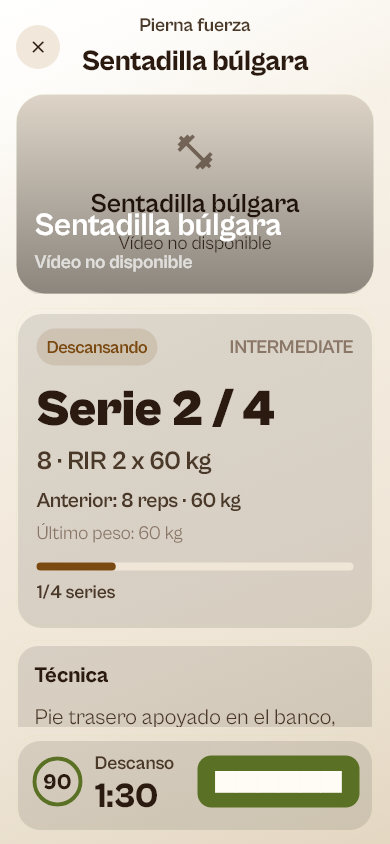 Pierna fuerza
Sentadilla búlgara
Sentadilla búlgara
Sentadilla búlgara
Vídeo no disponible
Vídeo no disponible
Descansando
INTERMEDIATE
Serie 2 / 4
8 · RIR 2 x 60 kg
Anterior: 8 reps · 60 kg
Último peso: 60 kg
1/4 series
Técnica
Pie trasero apoyado en el banco,
90
Descanso
1:30